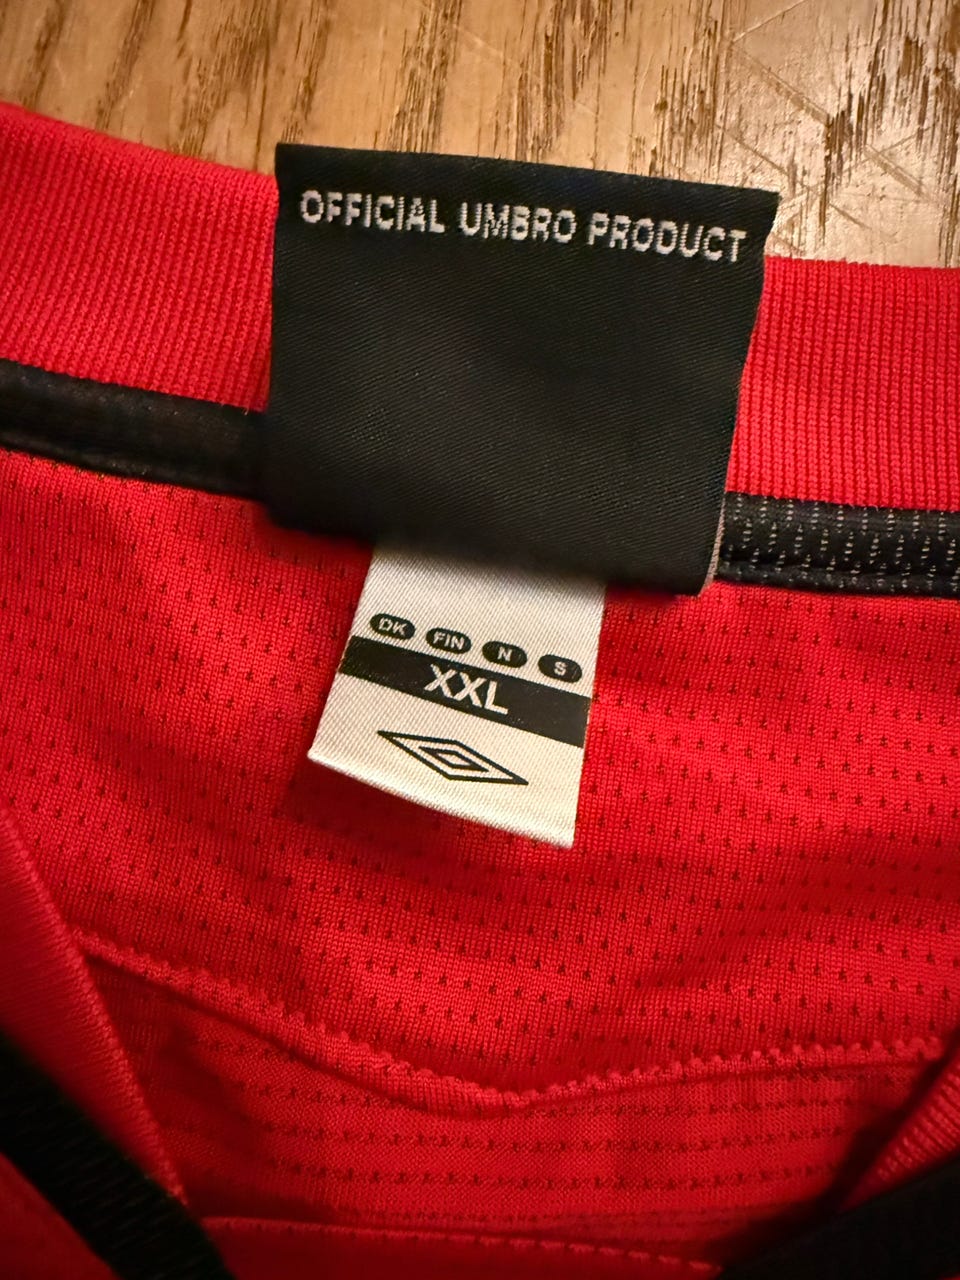 OFFICIAL UMBRO PRODUCT
DK FIN N S
XXL